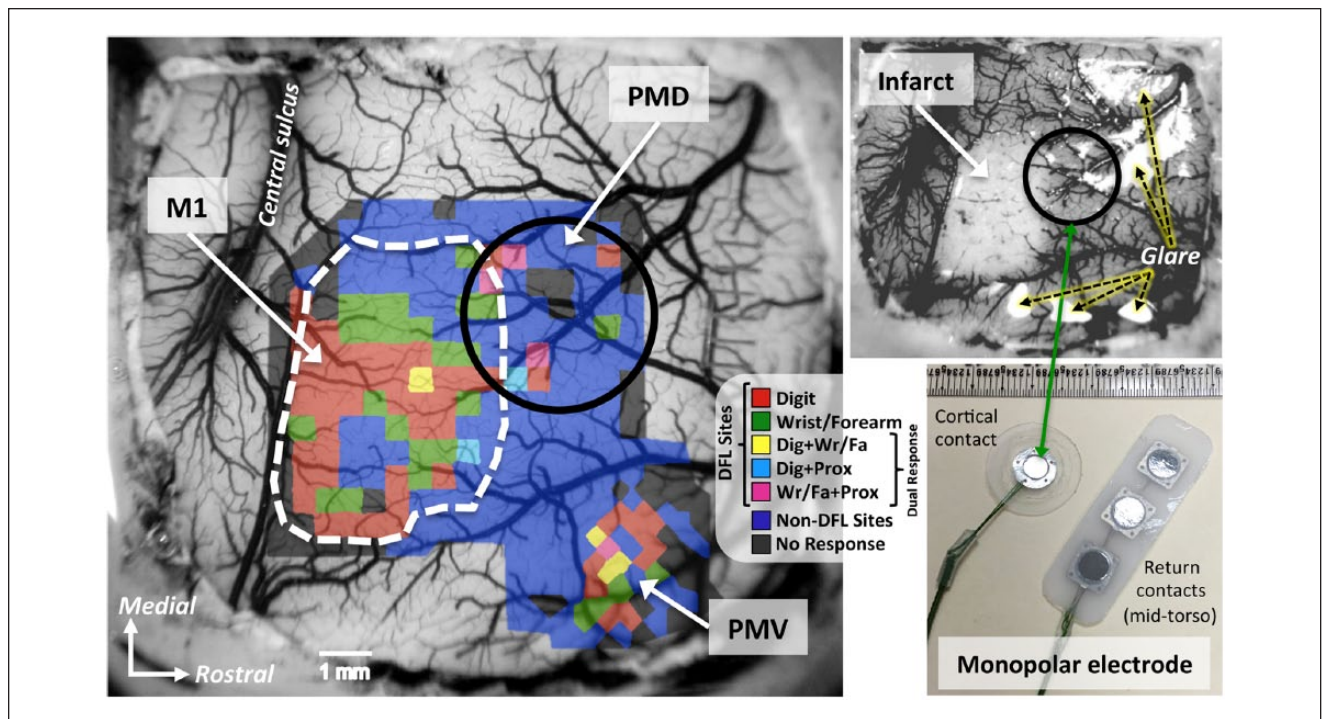 PMD
Central sulcus
M1
Medial
Rostral
1 mm
PMV
DFL Sites
Digit
Wrist/Forearm
Dig+Wr/Fa
Dig+Prox
Wr/Fa+Prox
Dual Response
Non-DFL Sites
No Response
Infarct
Glare
Cortical
contact
Return
contacts
(mid-torso)
Monopolar electrode